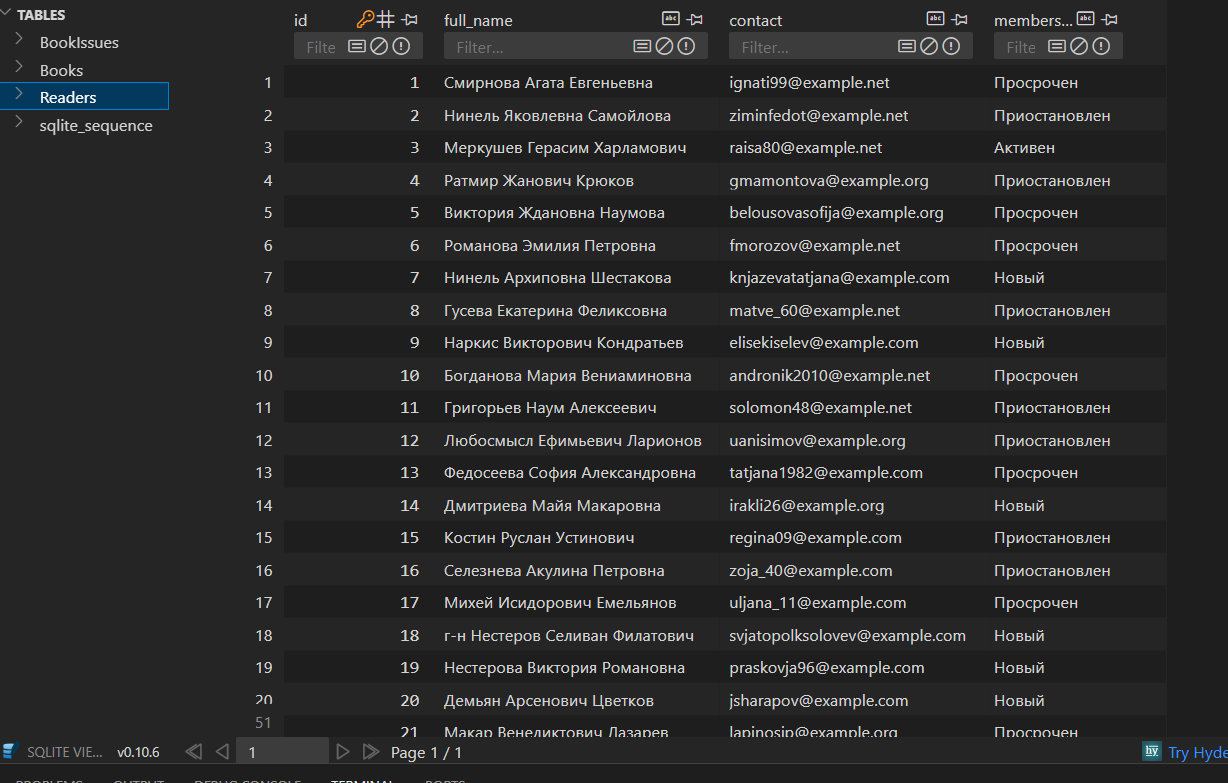 TABLES
BookIssues
Books
Readers
sqlite_sequence
id full_name contact members...
Filte Filter... Filter... Filte
1 1 Смирнова Агата Евгеньевна ignati99@example.net Просрочен
2 2 Нинель Яковлевна Самойлова ziminfedot@example.net Приостановлен
3 3 Меркушев Герасим Харламович raisa80@example.net Активен
4 4 Ратмир Жанович Крюков gmamontova@example.org Приостановлен
5 5 Виктория Ждановна Наумова belousovasofija@example.org Просрочен
6 6 Романова Эмилия Петровна fmorozov@example.net Просрочен
7 7 Нинель Архиповна Шестакова knjazevatatjana@example.com Новый
8 8 Гусева Екатерина Феликсовна matve_60@example.net Приостановлен
9 9 Наркис Викторович Кондратьев elisekiselev@example.com Новый
10 10 Богданова Мария Вениаминовна andronik2010@example.net Просрочен
11 11 Григорьев Наум Алексеевич solomon48@example.net Приостановлен
12 12 Любосмысл Ефимьевич Ларионов uanisimov@example.org Приостановлен
13 13 Федосеева София Александровна tatjana1982@example.com Просрочен
14 14 Дмитриева Майя Макаровна irakli26@example.org Новый
15 15 Костин Руслан Устинович regina09@example.com Приостановлен
16 16 Селезнева Акулина Петровна zoja_40@example.com Приостановлен
17 17 Михей Исидорович Емельянов uljana_11@example.com Просрочен
18 18 г-н Нестеров Селиван Филатович svjatopolksolovev@example.com Новый
19 19 Нестерова Виктория Романовна praskovja96@example.com Новый
20 20 Демьян Арсенович Цветков jsharapov@example.com Новый
51 21 Макар Венедиктович Лазарев lapinosip@example.org Просрочен
SQLITE VIE... v0.10.6 1 Page 1 / 1 hy Try Hyde
PROBLEMS OUTPUT DEBUG CONSOLE TERMINAL PORTS